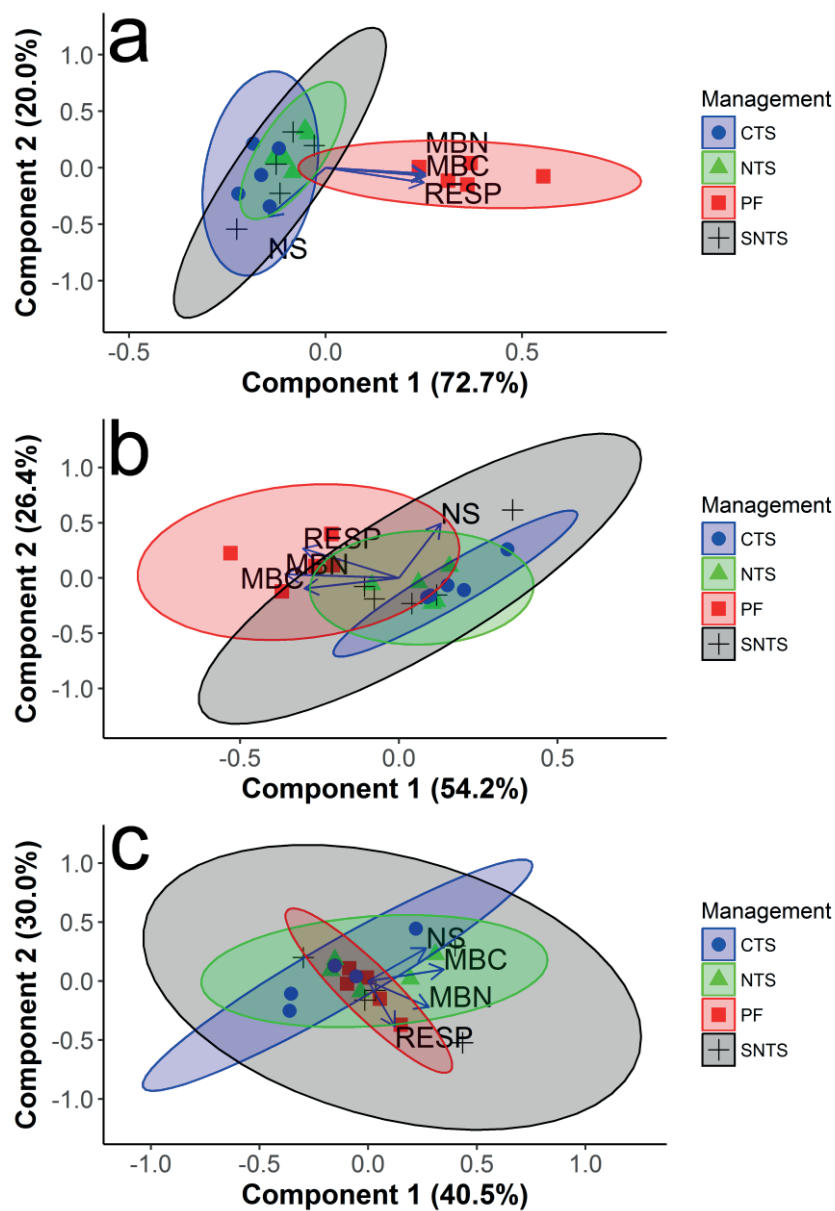 a
Component 2 (20.0%)
1.0
0.5
0.0
-0.5
-1.0
MBN
MBC
RESP
NS
-0.5
0.0
0.5
Component 1 (72.7%)
Management
CTS
NTS
PF
SNTS
b
Component 2 (26.4%)
1.0
0.5
0.0
-0.5
-1.0
NS
RESP
MBN
MBC
-0.5
0.0
0.5
Component 1 (54.2%)
Management
CTS
NTS
PF
SNTS
c
Component 2 (30.0%)
1.0
0.5
0.0
-0.5
-1.0
NS
MBC
MBN
RESP
-1.0
-0.5
0.0
0.5
1.0
Component 1 (40.5%)
Management
CTS
NTS
PF
SNTS